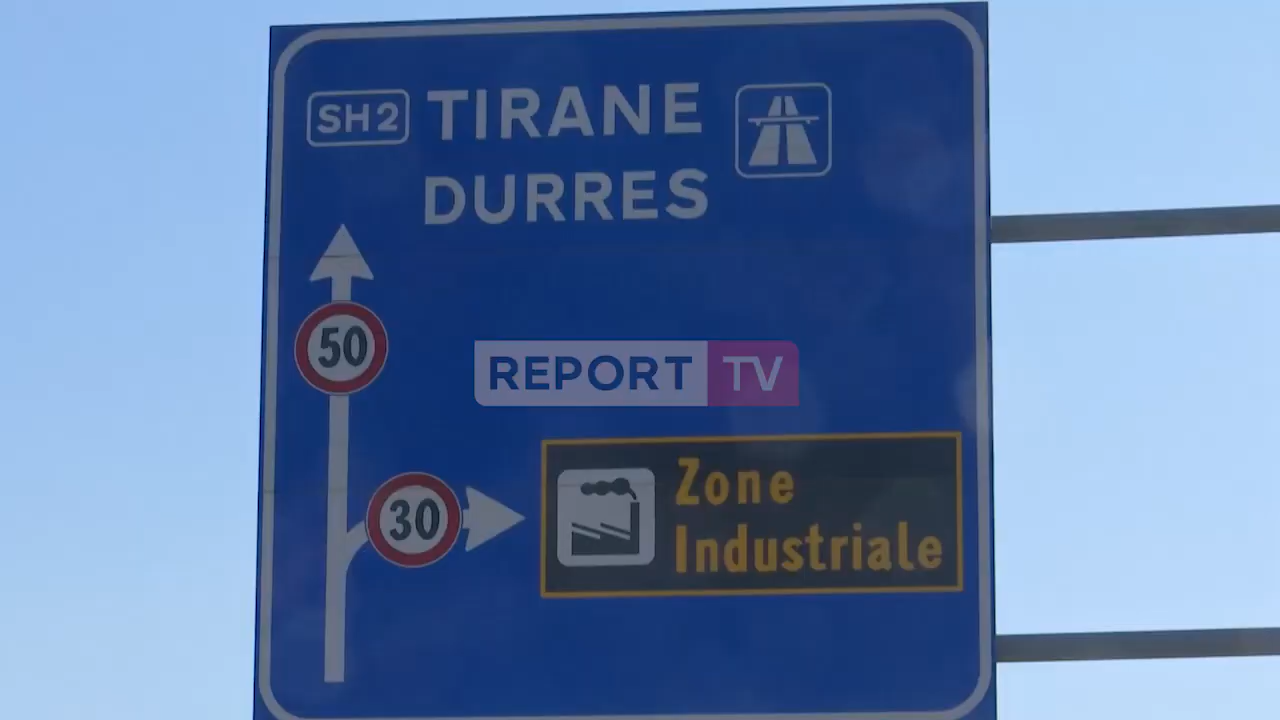 SH2 TIRANE
DURRES
50
REPORT TV
30
Zone
Industriale